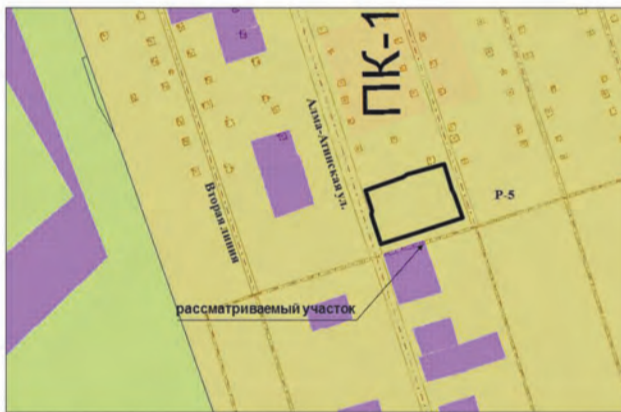 ПК-1
Алма-Атинская ул.
Вторая линия
Р-5
рассматриваемый участок